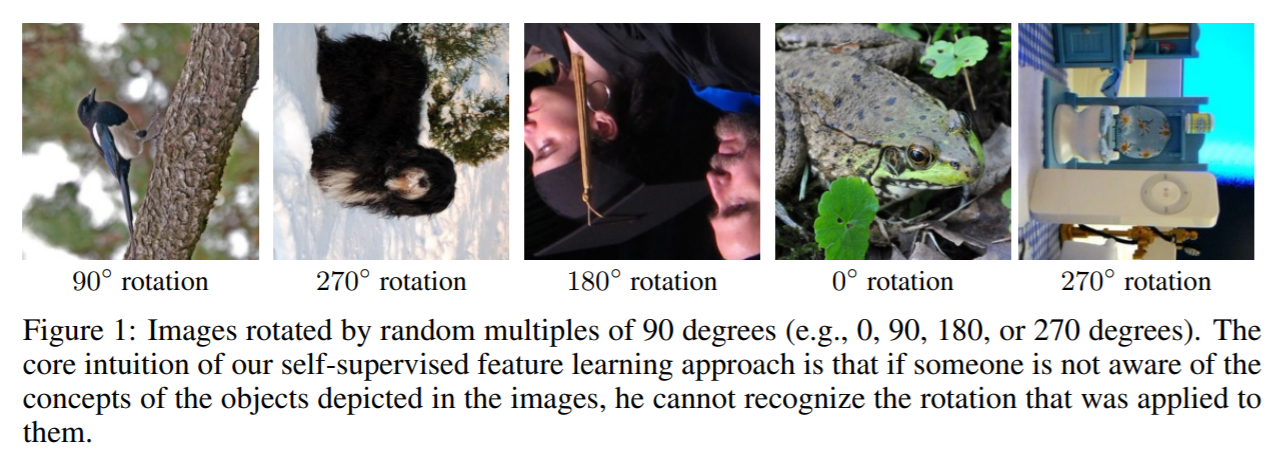 90° rotation
270° rotation
180° rotation
0° rotation
270° rotation
Figure 1: Images rotated by random multiples of 90 degrees (e.g., 0, 90, 180, or 270 degrees). The
core intuition of our self-supervised feature learning approach is that if someone is not aware of the
concepts of the objects depicted in the images, he cannot recognize the rotation that was applied to
them.